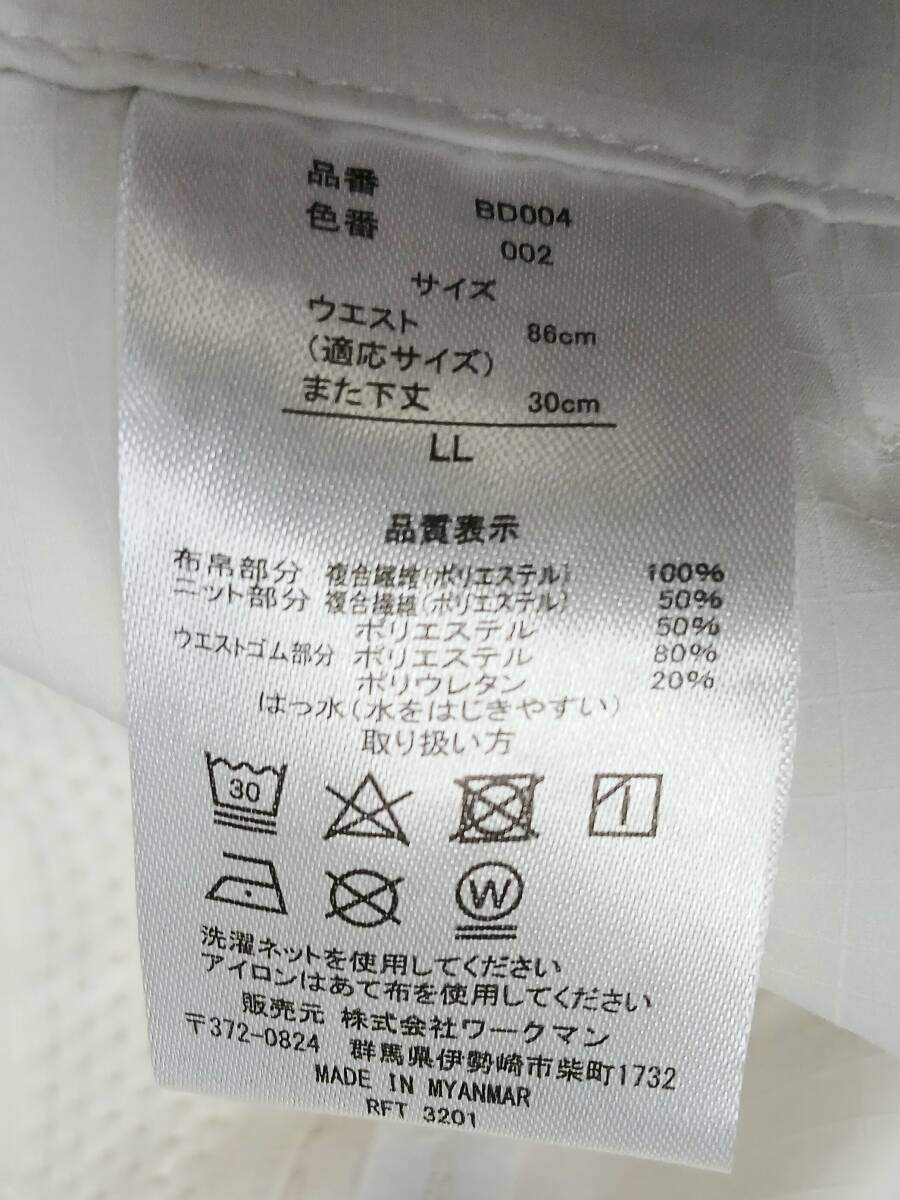 品番 BD004
色番 002
サイズ
ウエスト 86cm
(適応サイズ)
また下丈 30cm
LL
品質表示
布帛部分 複合繊維(ポリエステル) 100%
ニット部分 複合繊維(ポリエステル) 50%
ポリエステル 50%
ウエストゴム部分 ポリエステル 80%
ポリウレタン 20%
はっ水(水をはじきやすい)
取り扱い方
30
W
洗濯ネットを使用してください
アイロンはあて布を使用してください
販売元 株式会社ワークマン
〒372-0824 群馬県伊勢崎市柴町1732
MADE IN MYANMAR
RFT 3201